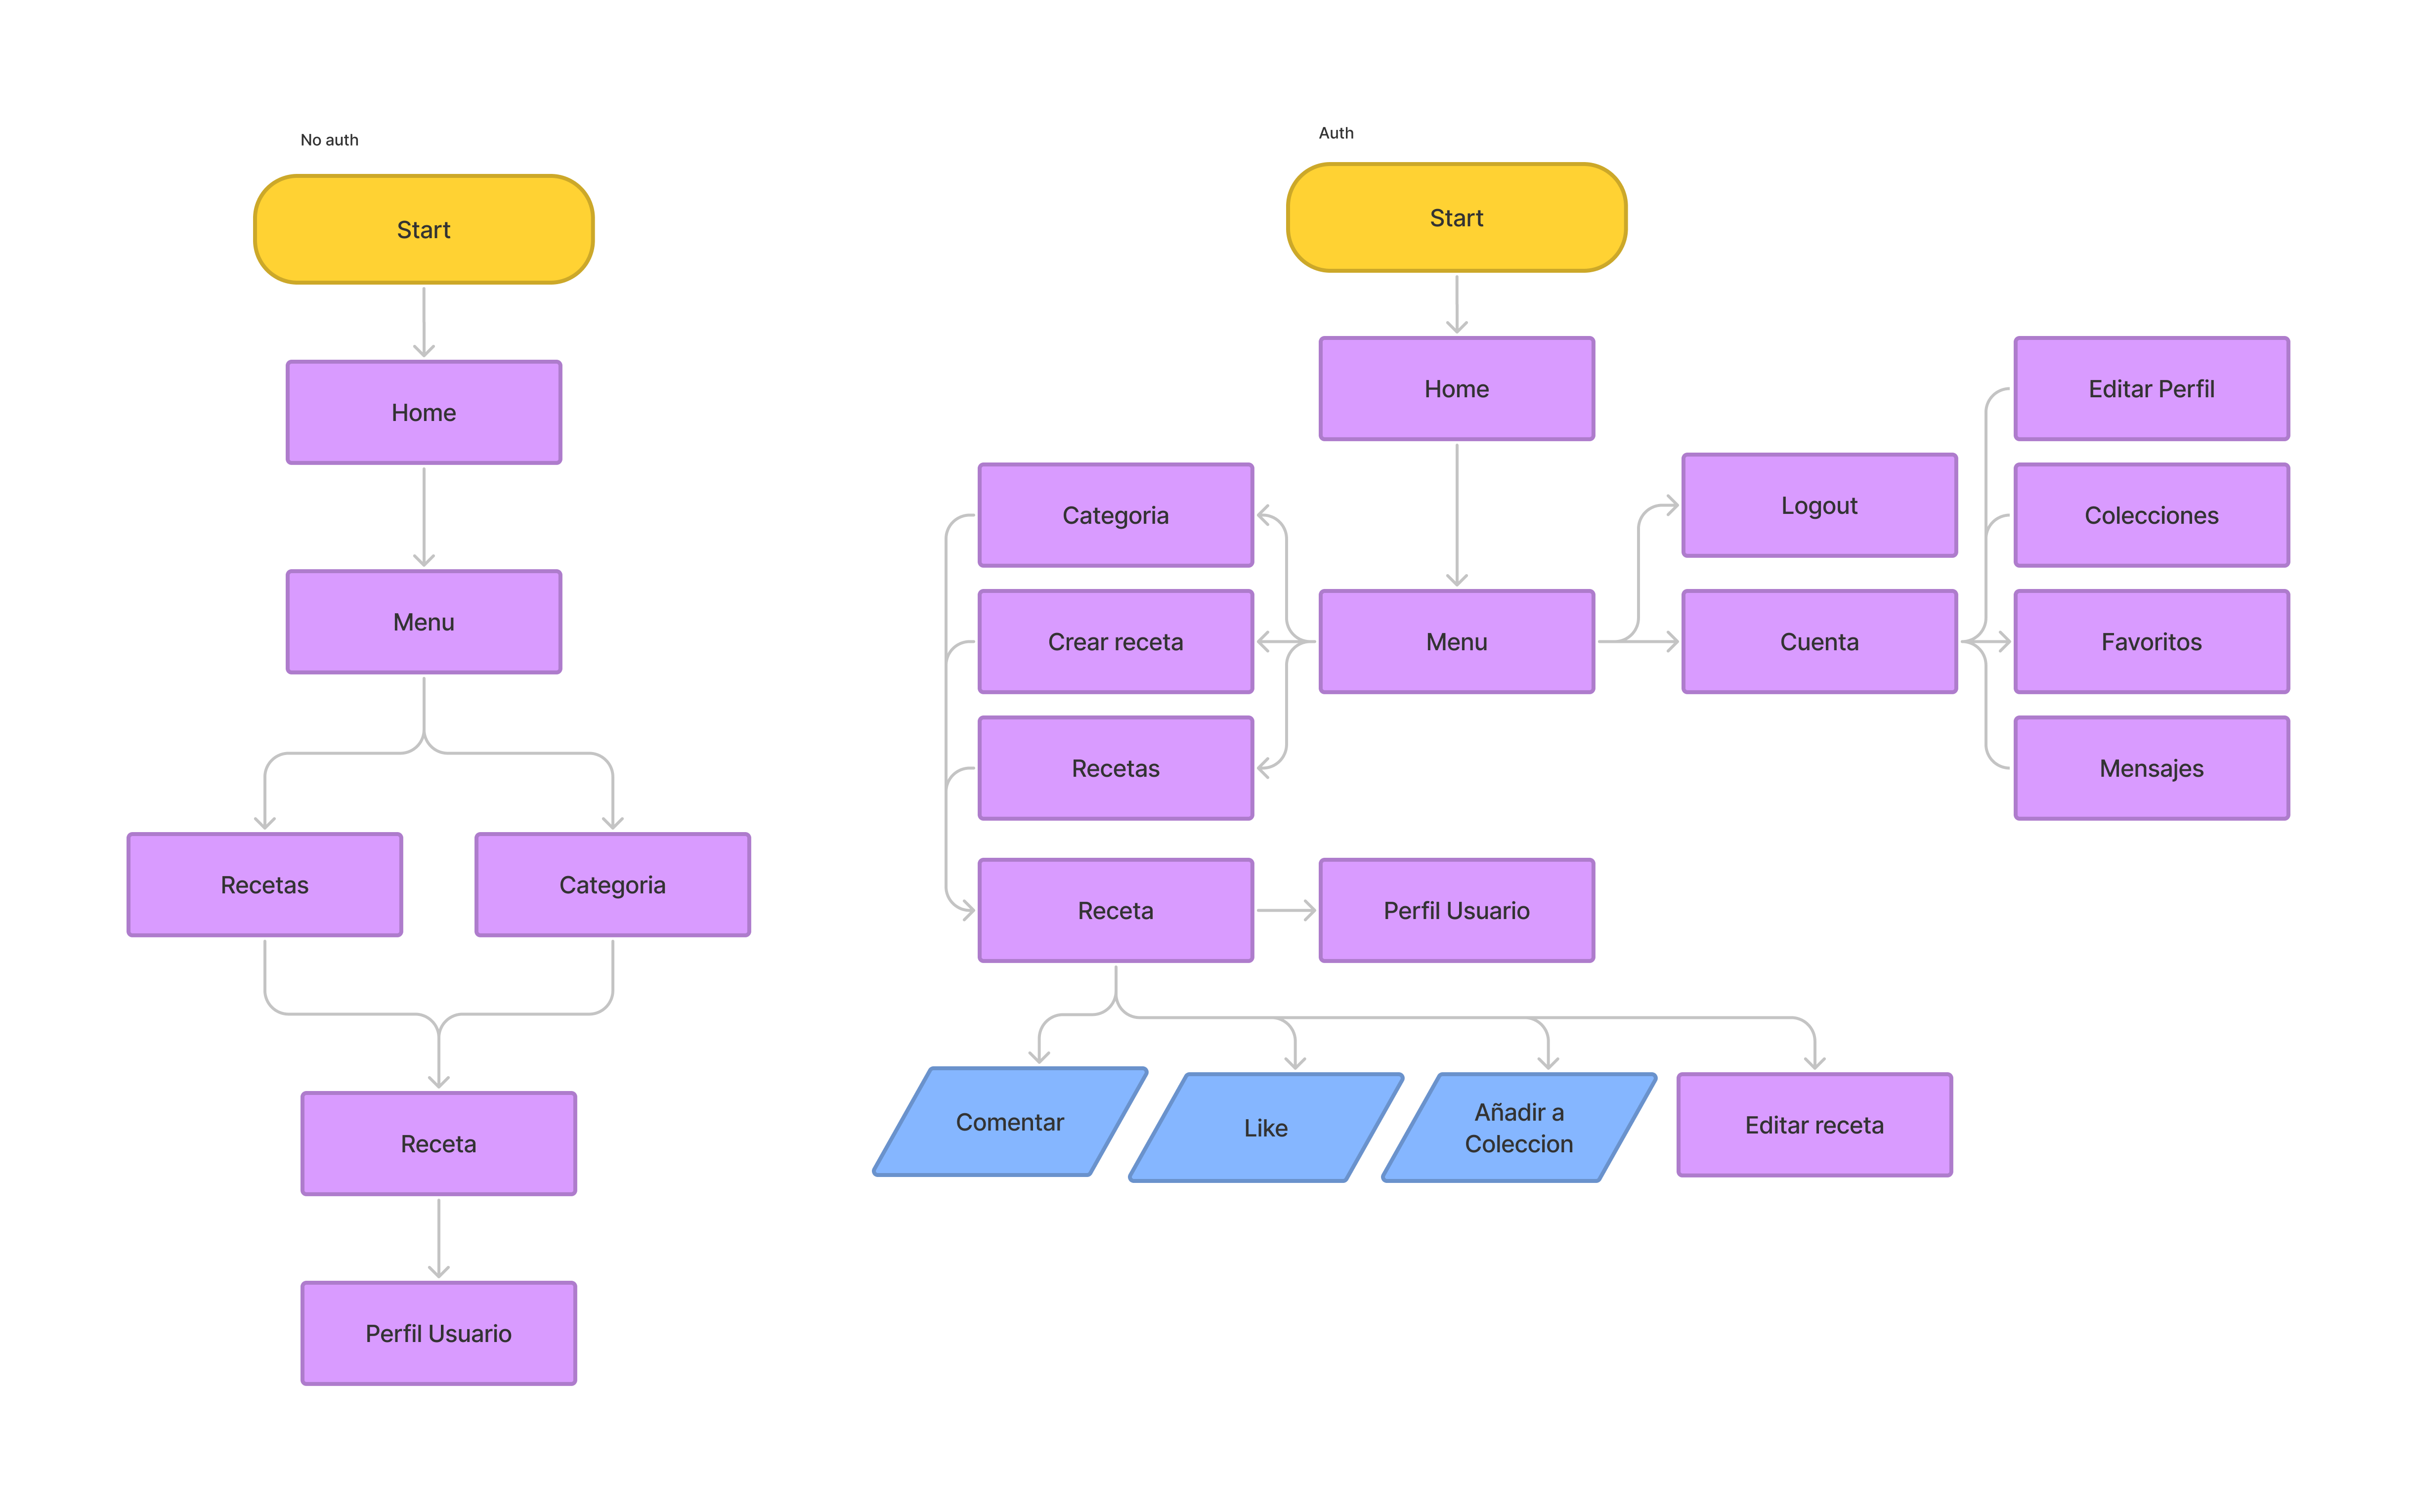 No auth
Start
Home
Menu
Recetas
Categoria
Receta
Perfil Usuario
Auth
Start
Home
Editar Perfil
Categoria
Logout
Colecciones
Crear receta
Menu
Cuenta
Favoritos
Recetas
Mensajes
Receta
Perfil Usuario
Comentar
Like
Añadir a
Coleccion
Editar receta